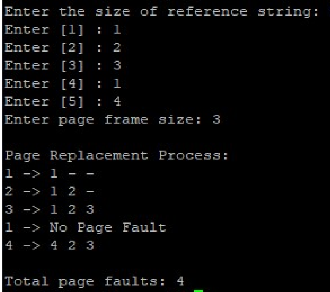 Enter the size of reference string:
Enter [1] : 1
Enter [2] : 2
Enter [3] : 3
Enter [4] : 1
Enter [5] : 4
Enter page frame size: 3
Page Replacement Process:
1 -> 1 - -
2 -> 1 2 -
3 -> 1 2 3
1 -> No Page Fault
4 -> 4 2 3
Total page faults: 4